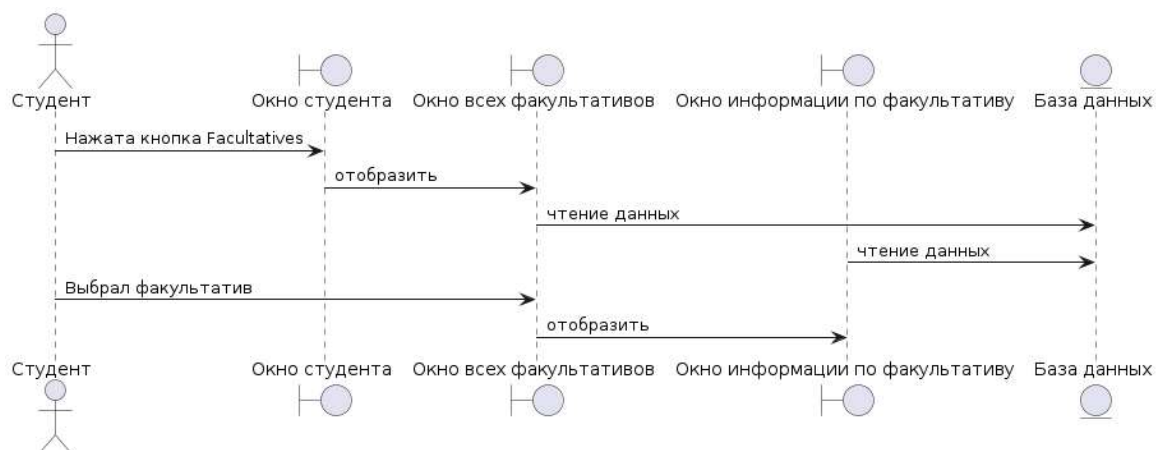 Студент
Окно студента
Окно всех факультативов
Окно информации по факультативу
База данных
Нажата кнопка Facultatives
отобразить
чтение данных
чтение данных
Выбрал факультатив
отобразить
Студент
Окно студента
Окно всех факультативов
Окно информации по факультативу
База данных